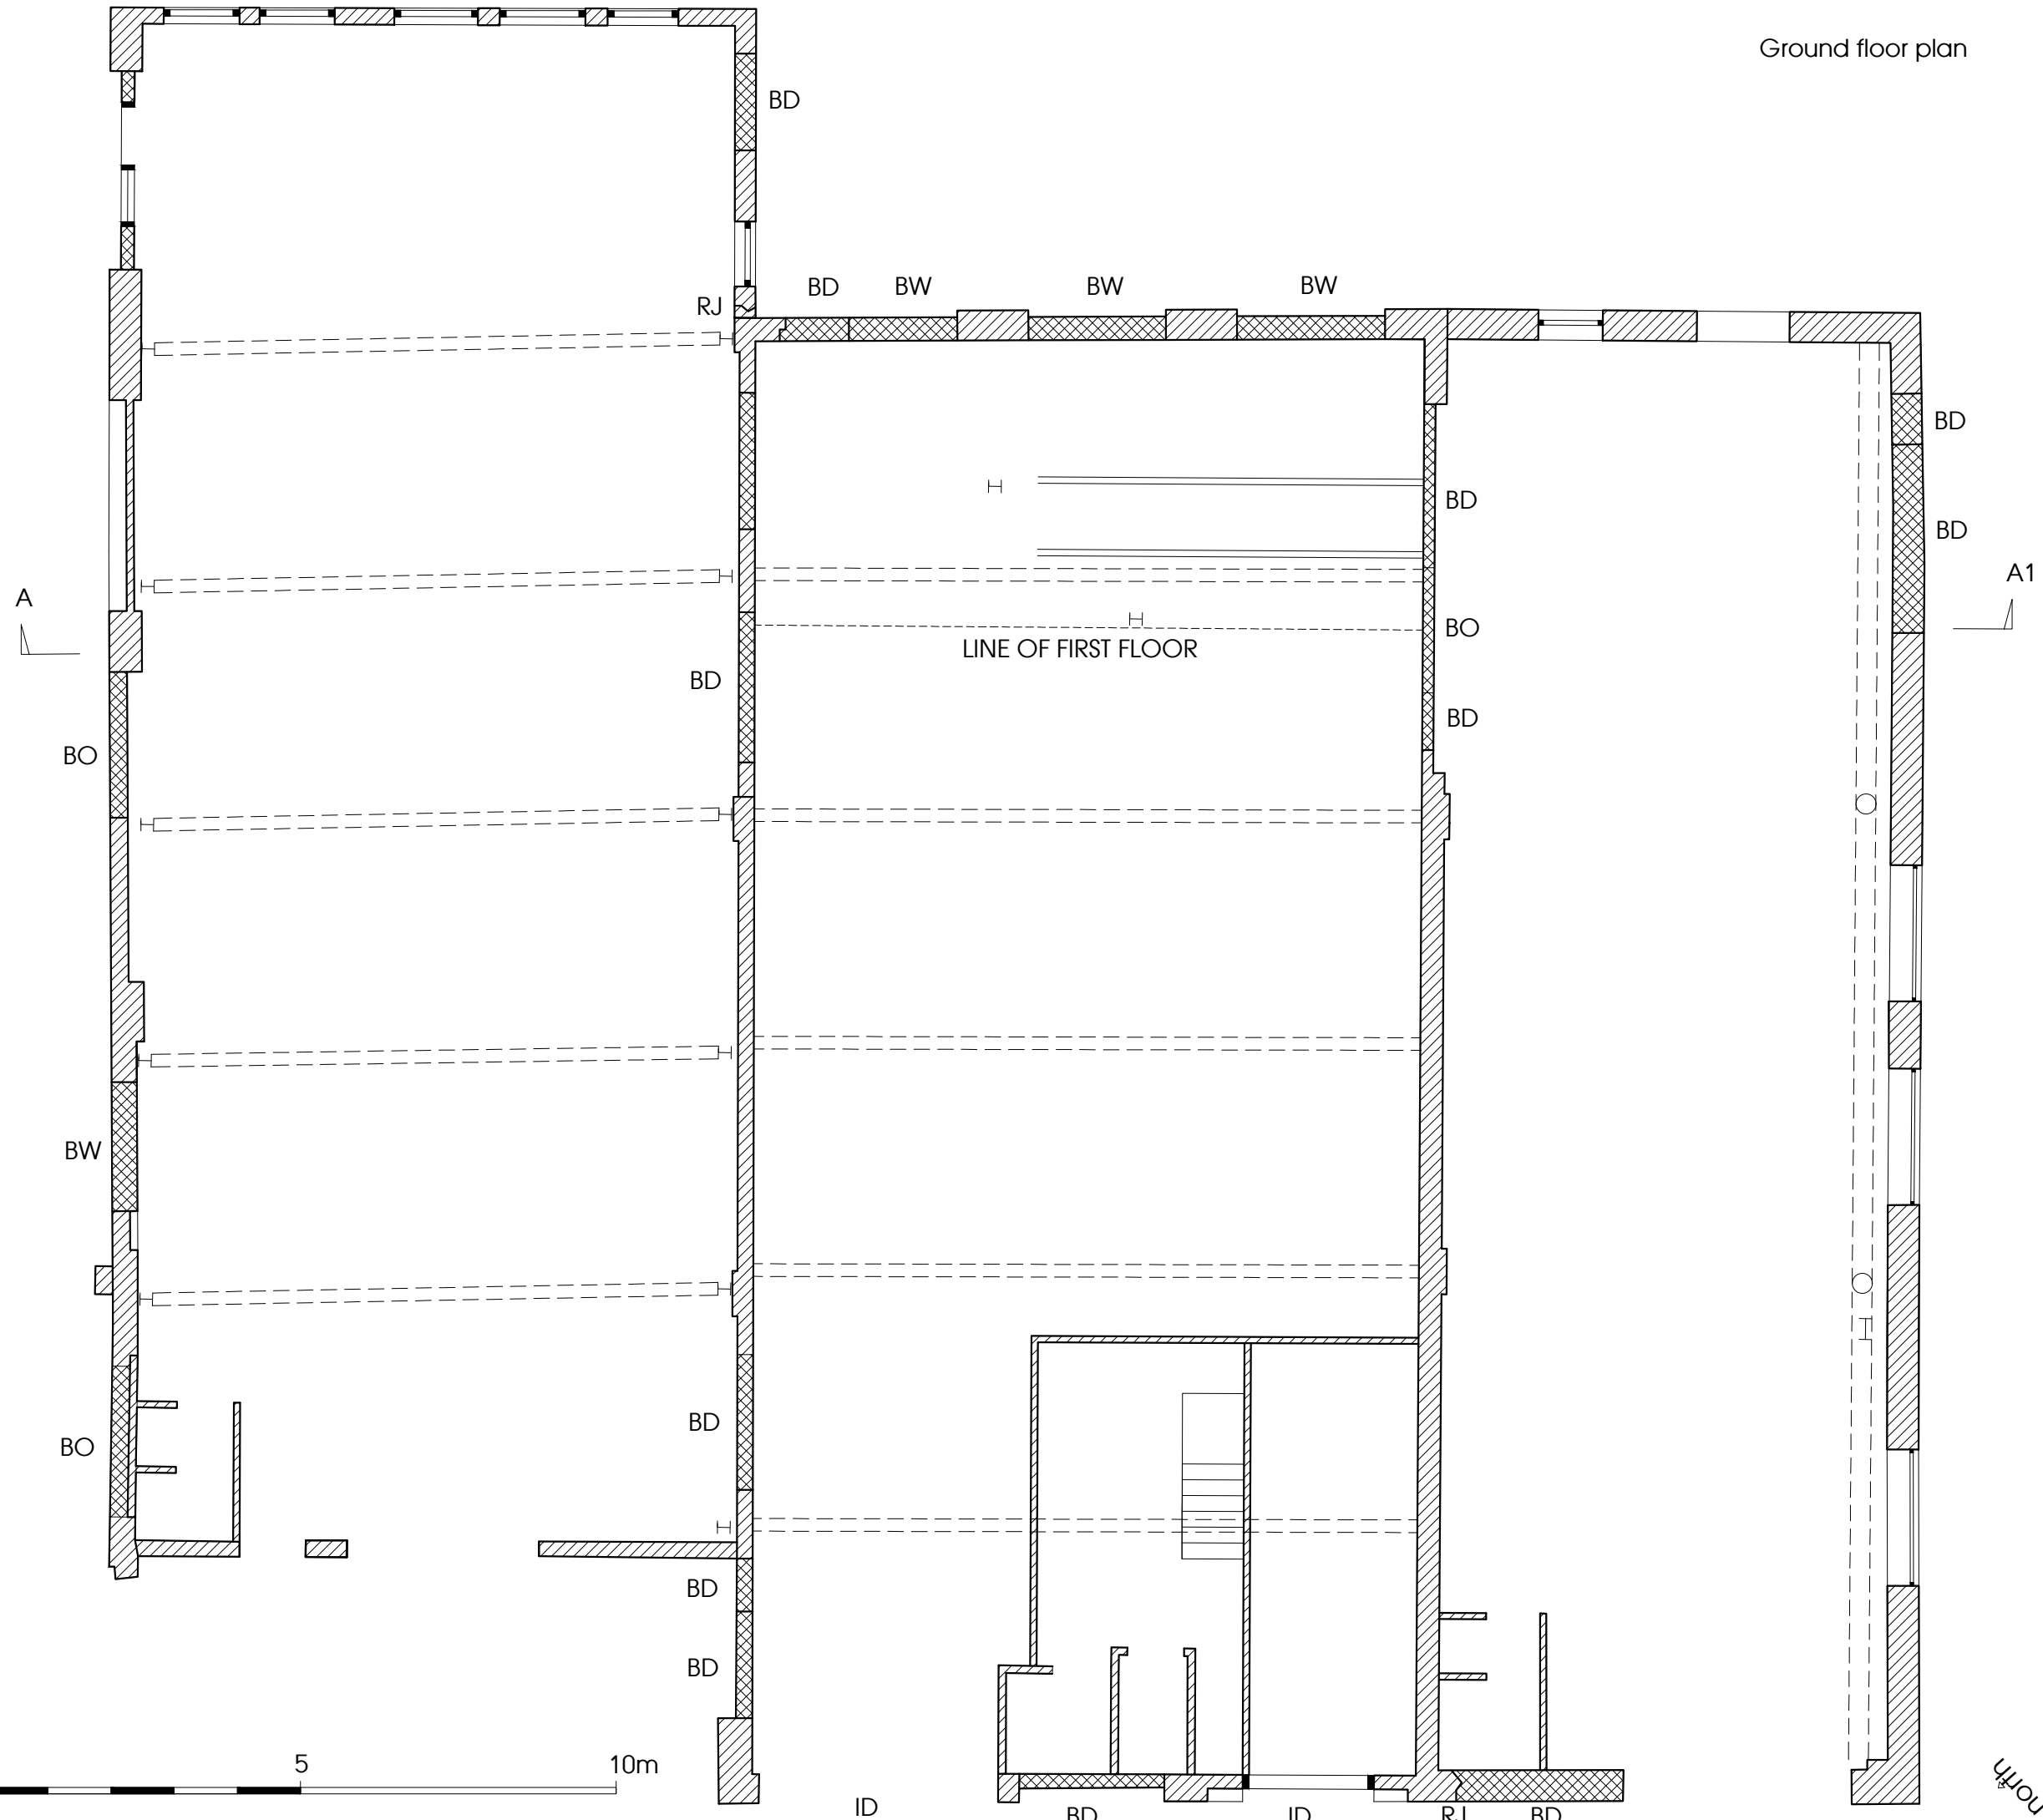 Ground floor plan
BD
BD BW BW BW
RJ
BD
BD
BD
A1
A
BO
LINE OF FIRST FLOOR
BD
BD
BO
BW
BD
BO
BD
BD
5 10m
north
ID BD ID RJ BD